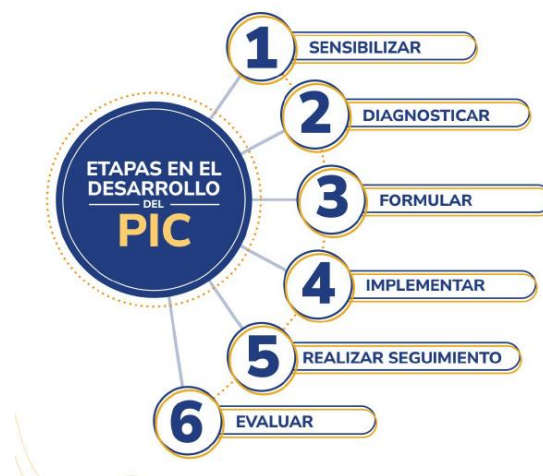 ETAPAS EN EL
DESARROLLO
DEL
PIC
1 SENSIBILIZAR
2 DIAGNOSTICAR
3 FORMULAR
4 IMPLEMENTAR
5 REALIZAR SEGUIMIENTO
6 EVALUAR